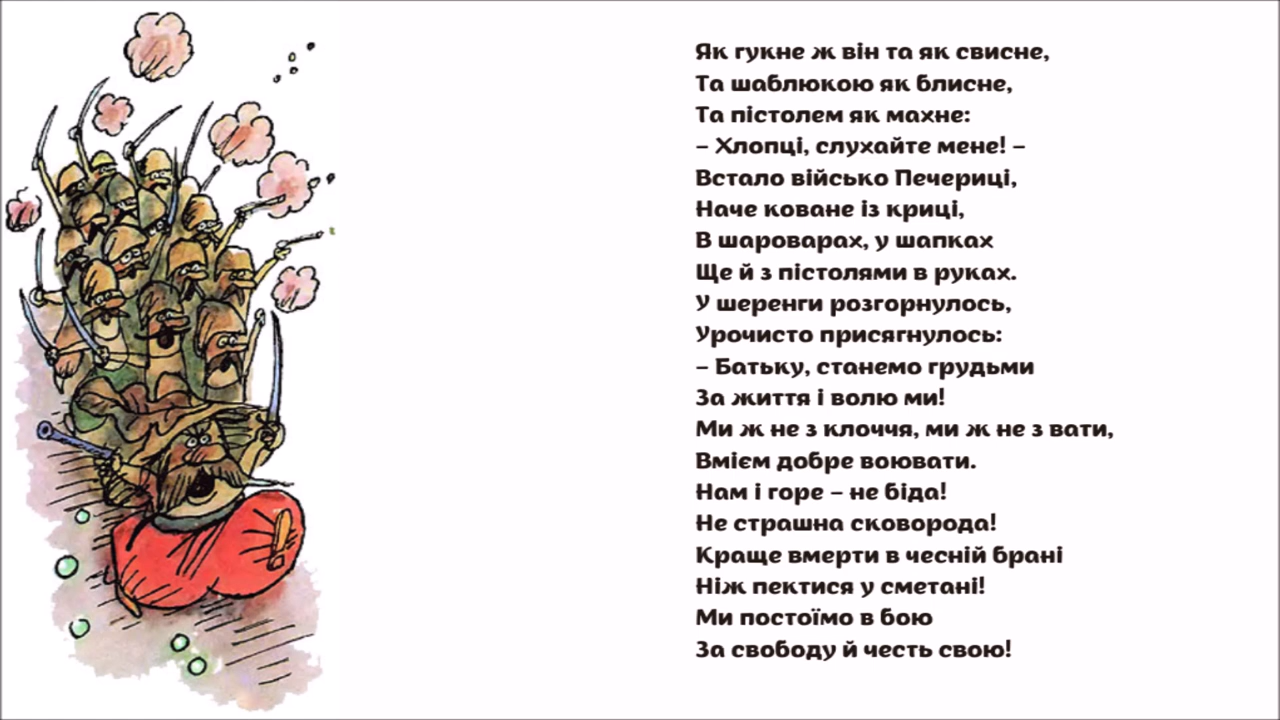 Як гукне ж він та як свисне,
Та шаблюкою як блисне,
Та пістолем як махне:
– Хлопці, слухайте мене! –
Встало військо Печериці,
Наче коване із криці,
В шароварах, у шапках
Ще й з пістолями в руках.
У шеренги розгорнулось,
Урочисто присягнулось:
– Батьку, станемо грудьми
За життя і волю ми!
Ми ж не з клоччя, ми ж не з вати,
Вмієм добре воювати.
Нам і горе – не біда!
Не страшна сковорода!
Краще вмерти в чесній брані
Ніж пектися у сметані!
Ми постоїмо в бою
За свободу й честь свою!